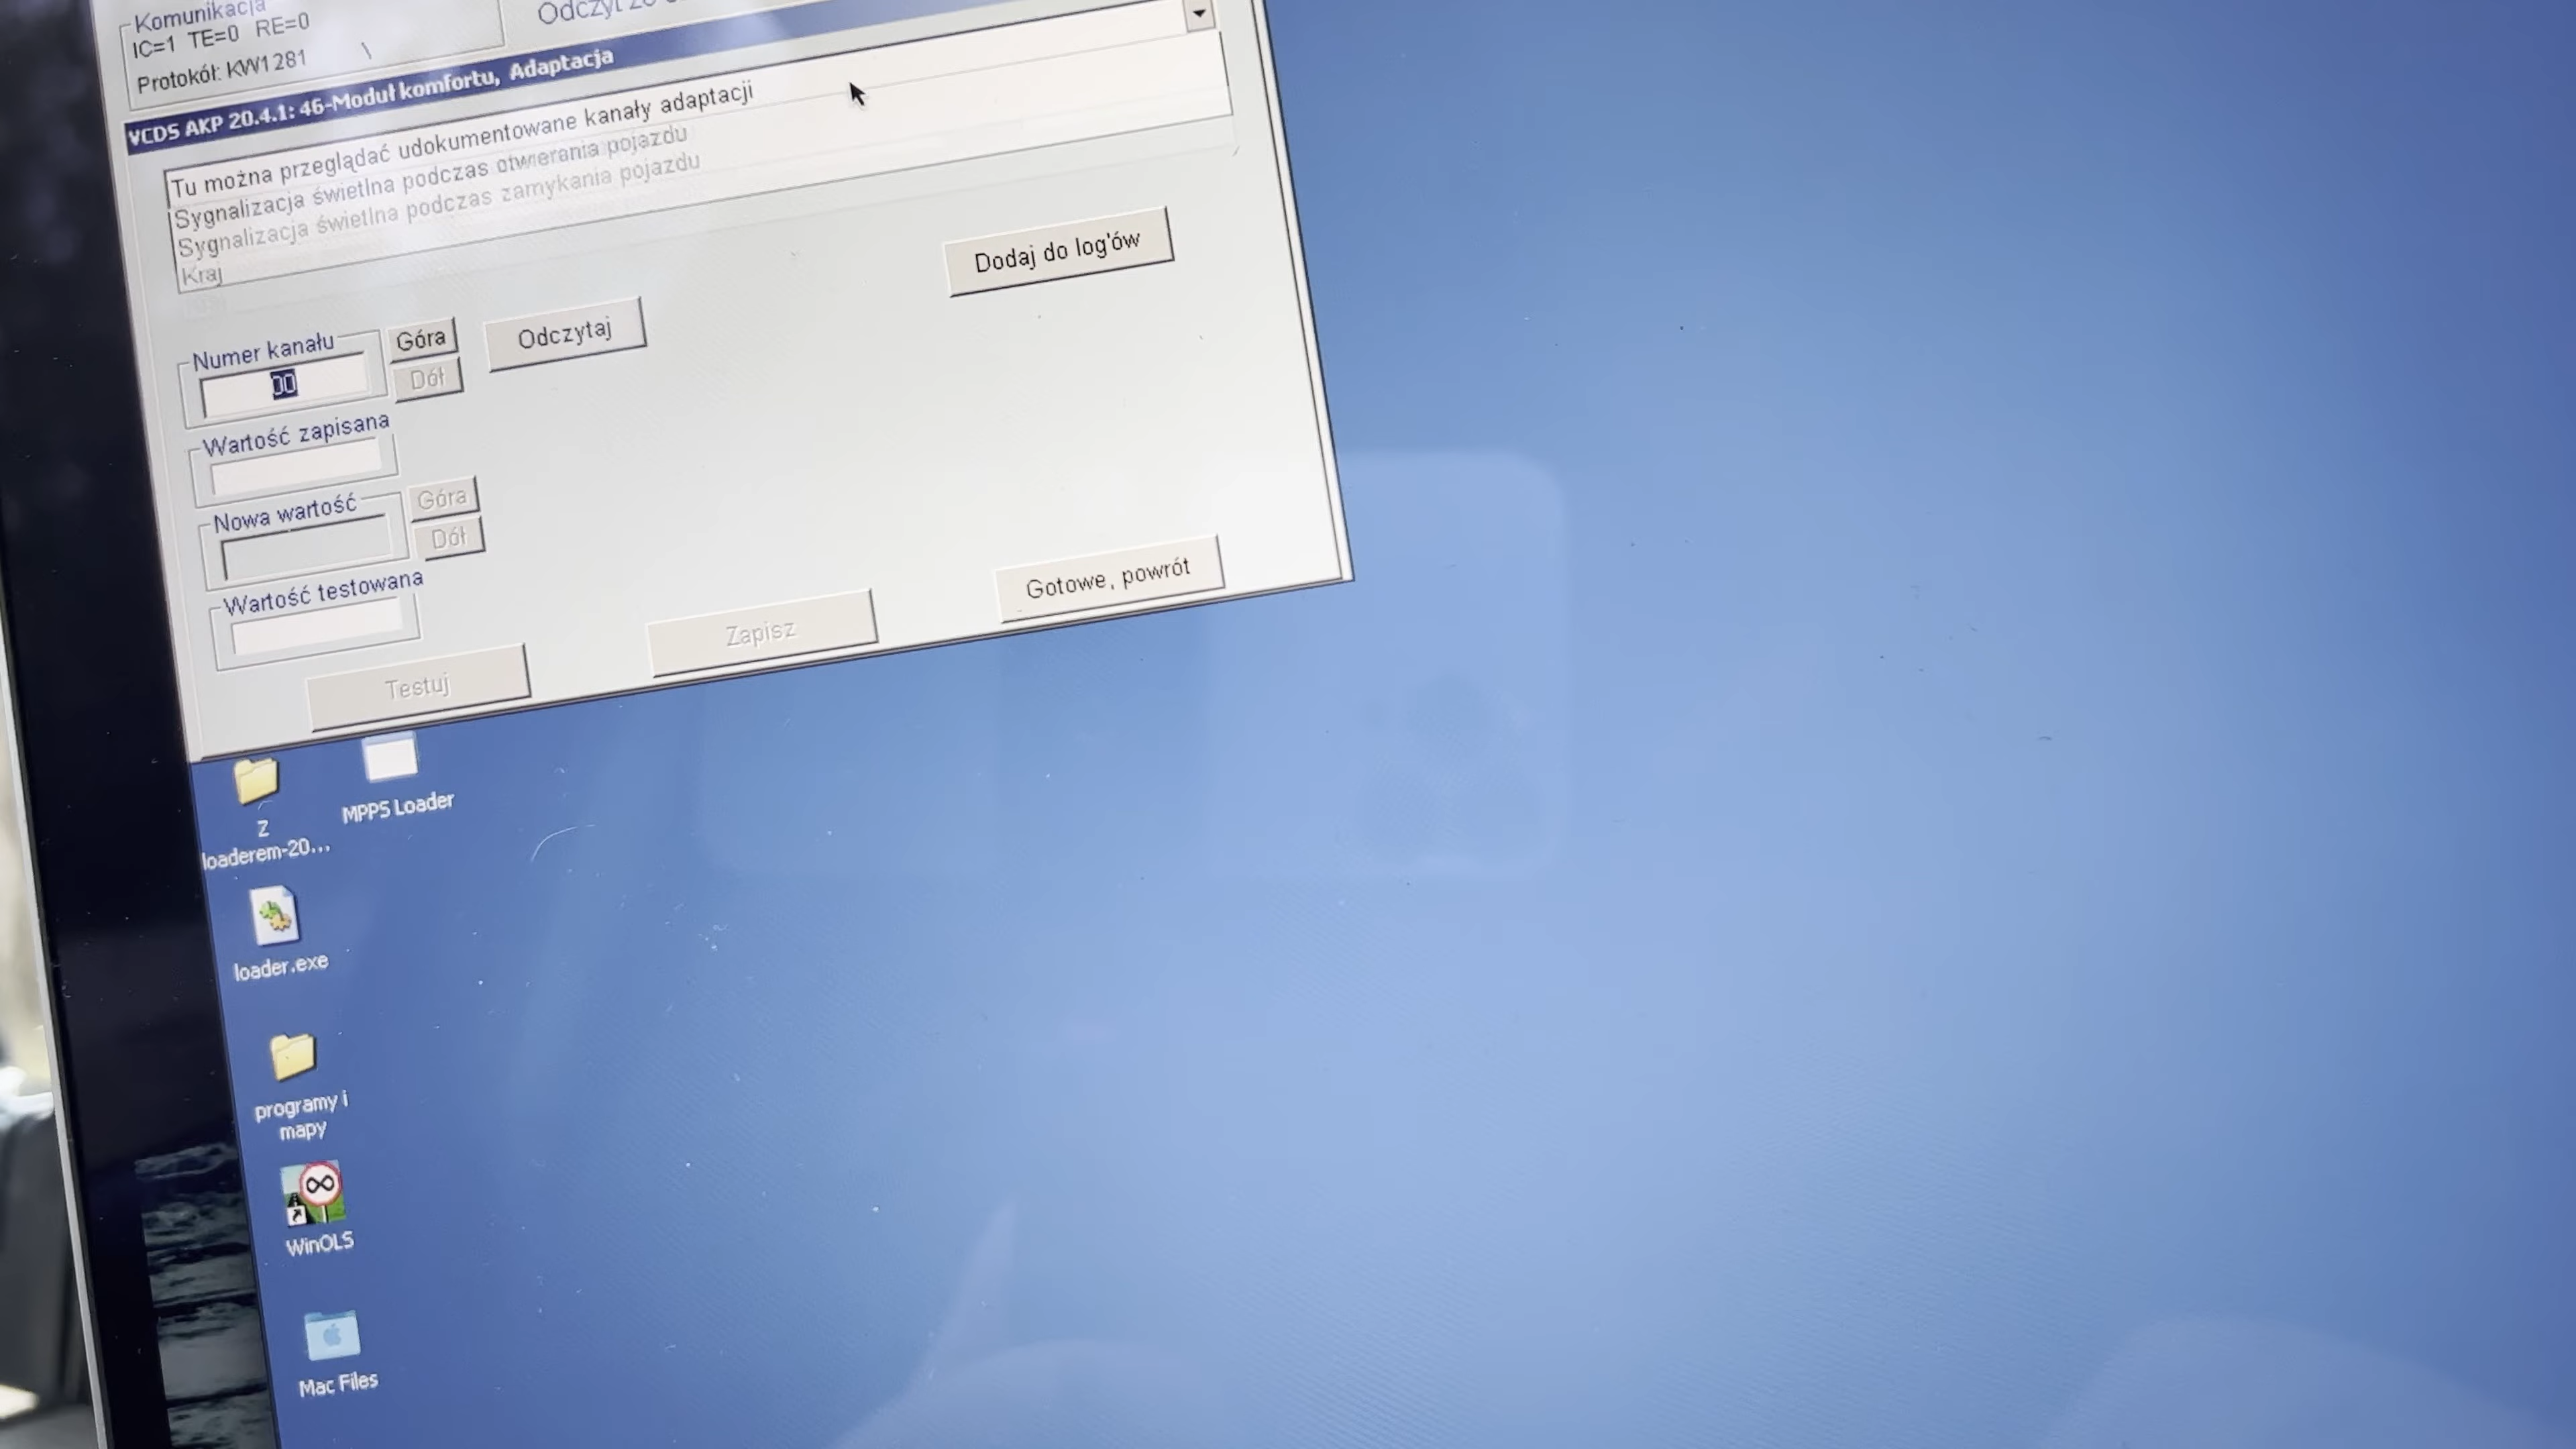 Komunikacja
IC=1 TE=0 RE=0
Protokół: KW1281
Odczyt
VCDS AKP 20.4.1: 46-Moduł komfortu, Adaptacja
Tu można przeglądać udokumentowane kanały adaptacji
Sygnalizacja świetlna podczas otwierania pojazdu
Sygnalizacja świetlna podczas zamykania pojazdu
Kraj
Dodaj do log'ów
Numer kanału
00
Góra
Dół
Odczytaj
Wartość zapisana
Nowa wartość
Góra
Dół
Wartość testowana
Testuj
Zapisz
Gotowe, powrót
Z
loaderem-20...
MPPS Loader
loader.exe
programy i
mapy
WinOLS
Mac Files